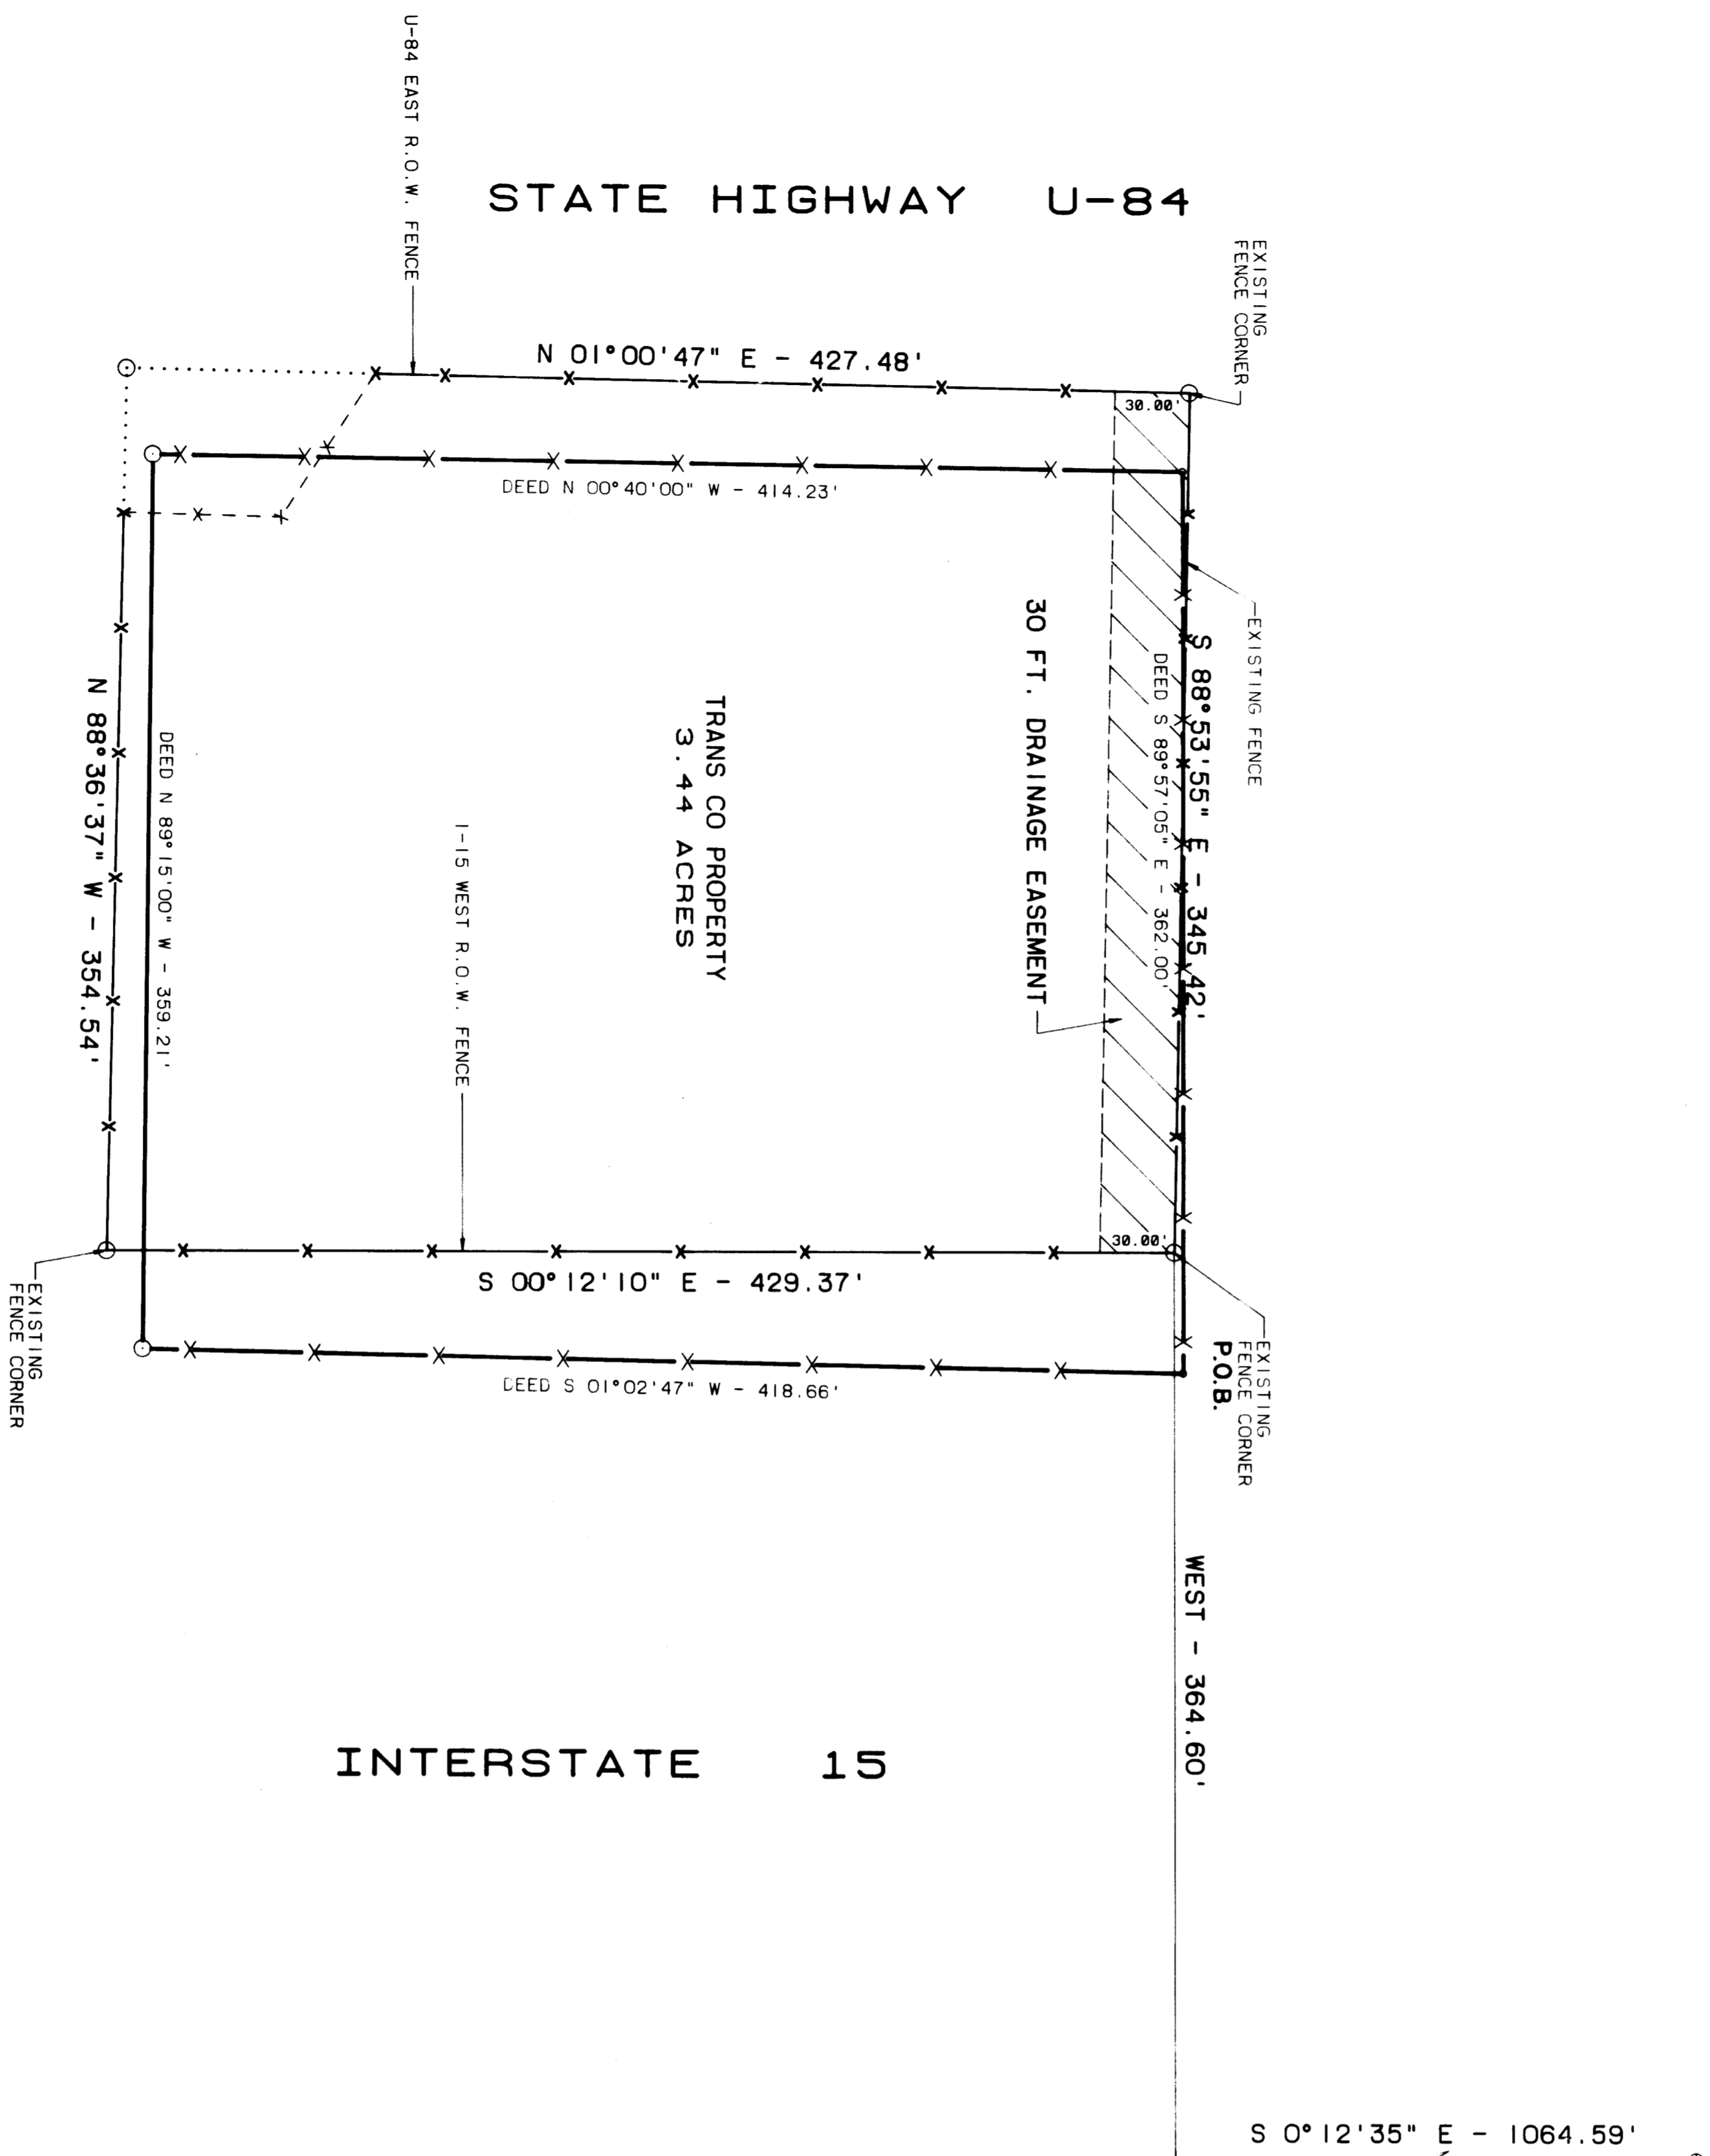 U-84 EAST R.O.W. FENCE
STATE HIGHWAY U-84
EXISTING
FENCE CORNER
N 01°00'47" E - 427.48'
30.00'
DEED N 00°40'00" W - 414.23'
EXISTING FENCE
S 88°53'55" E - 345.42'
DEED S 89°57'05" E - 362.00'
30 FT. DRAINAGE EASEMENT
TRANS CO PROPERTY
3.44 ACRES
I-15 WEST R.O.W. FENCE
DEED N 89°15'00" W - 359.21'
N 88°36'37" W - 354.54'
30.00'
S 00°12'10" E - 429.37'
EXISTING
FENCE CORNER
EXISTING
FENCE CORNER
P.O.B.
DEED S 01°02'47" W - 418.66'
WEST - 364.60'
INTERSTATE 15
S 0°12'35" E - 1064.59'